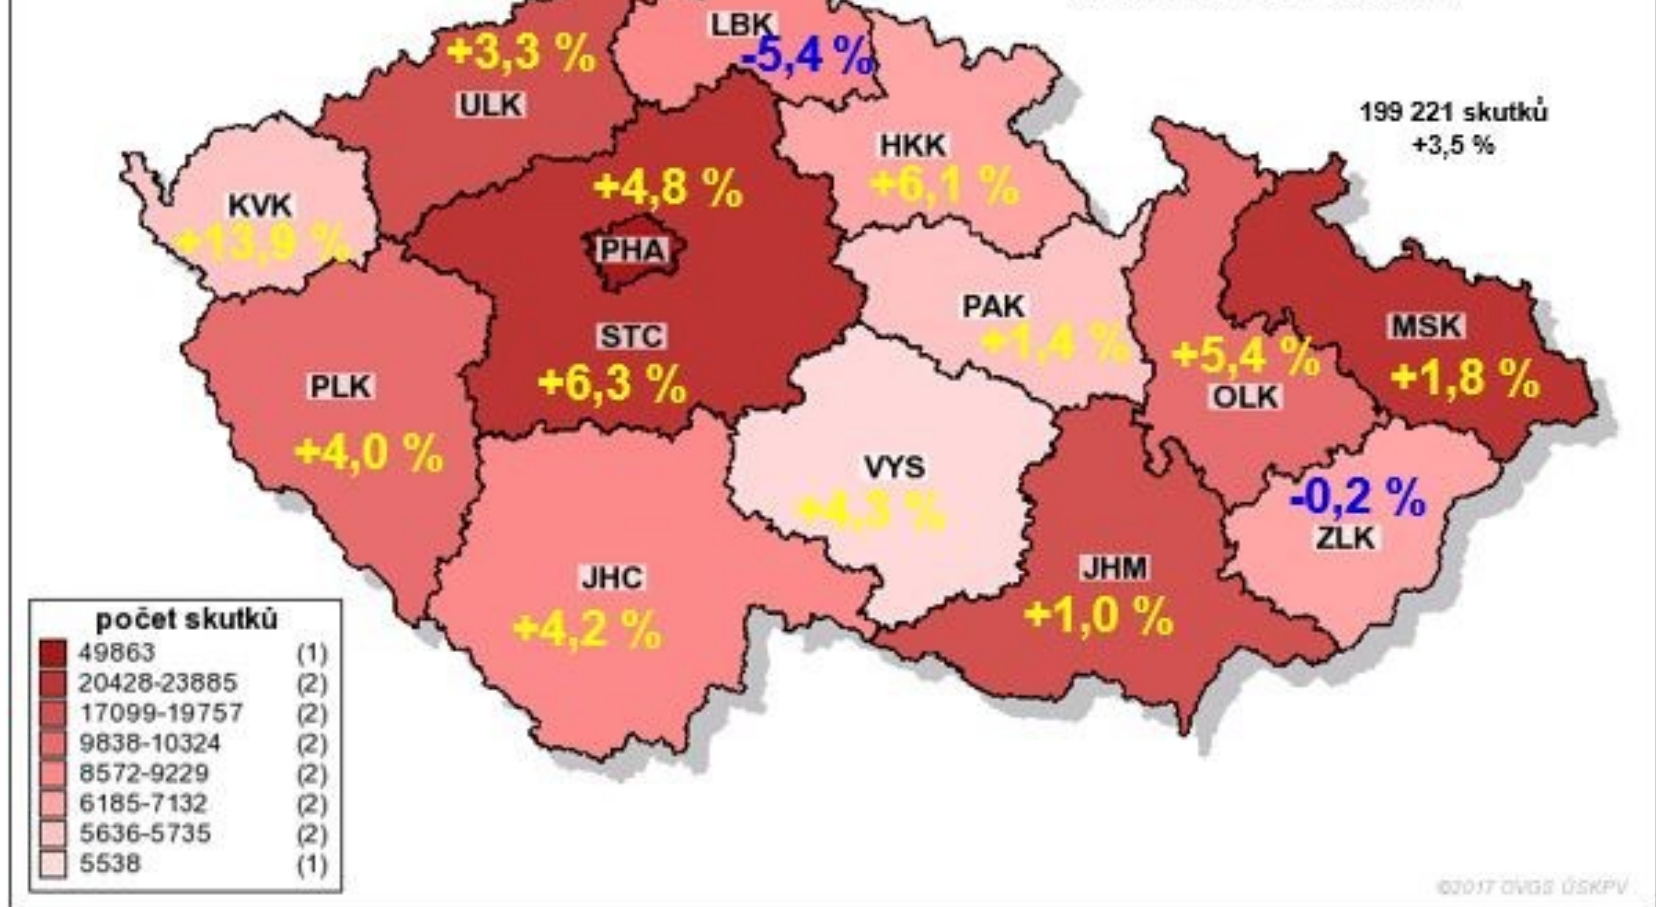 LBK
-5,4 %
+3,3 %
ULK
199 221 skutků
+3,5 %
HKK
+6,1 %
+4,8 %
KVK
+13,9 %
PHA
PAK
+1,4 %
MSK
+1,8 %
STC
+6,3 %
+5,4 %
OLK
PLK
+4,0 %
VYS
+4,3 %
-0,2 %
ZLK
JHC
+4,2 %
JHM
+1,0 %
počet skutků
49863 (1)
20428-23885 (2)
17099-19757 (2)
9838-10324 (2)
8572-9229 (2)
6185-7132 (2)
5636-5735 (2)
5538 (1)
©2017 OVGS ÚSKPV